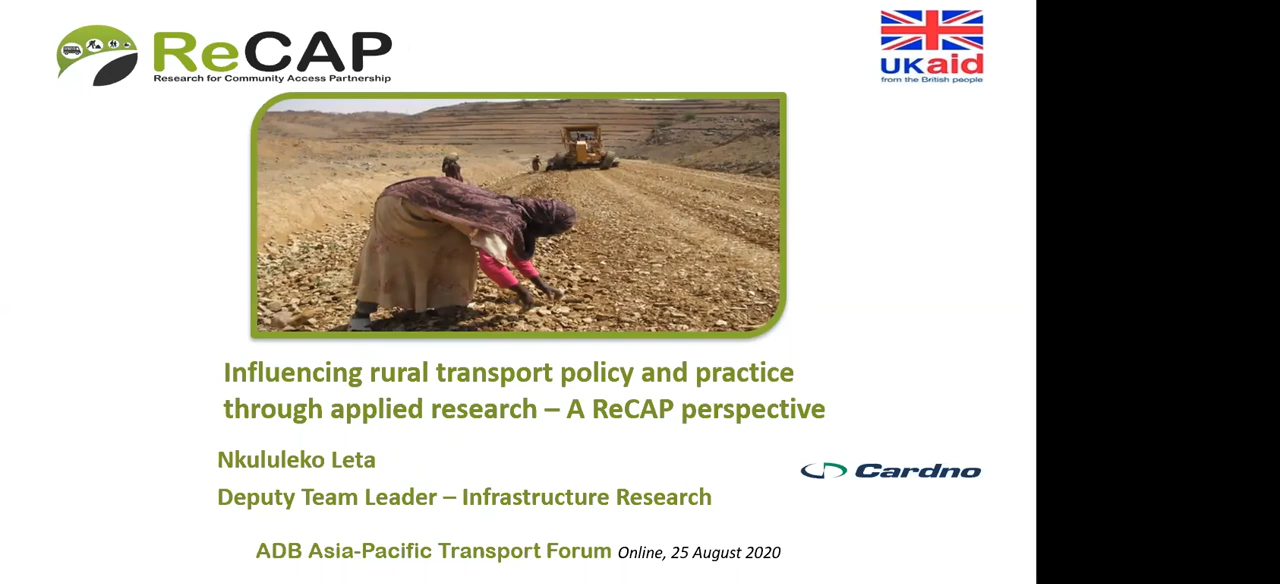 ReCAP
Research for Community Access Partnership
UKaid
from the British people
Influencing rural transport policy and practice
through applied research – A ReCAP perspective
Nkululeko Leta
Cardno
Deputy Team Leader – Infrastructure Research
ADB Asia-Pacific Transport Forum Online, 25 August 2020